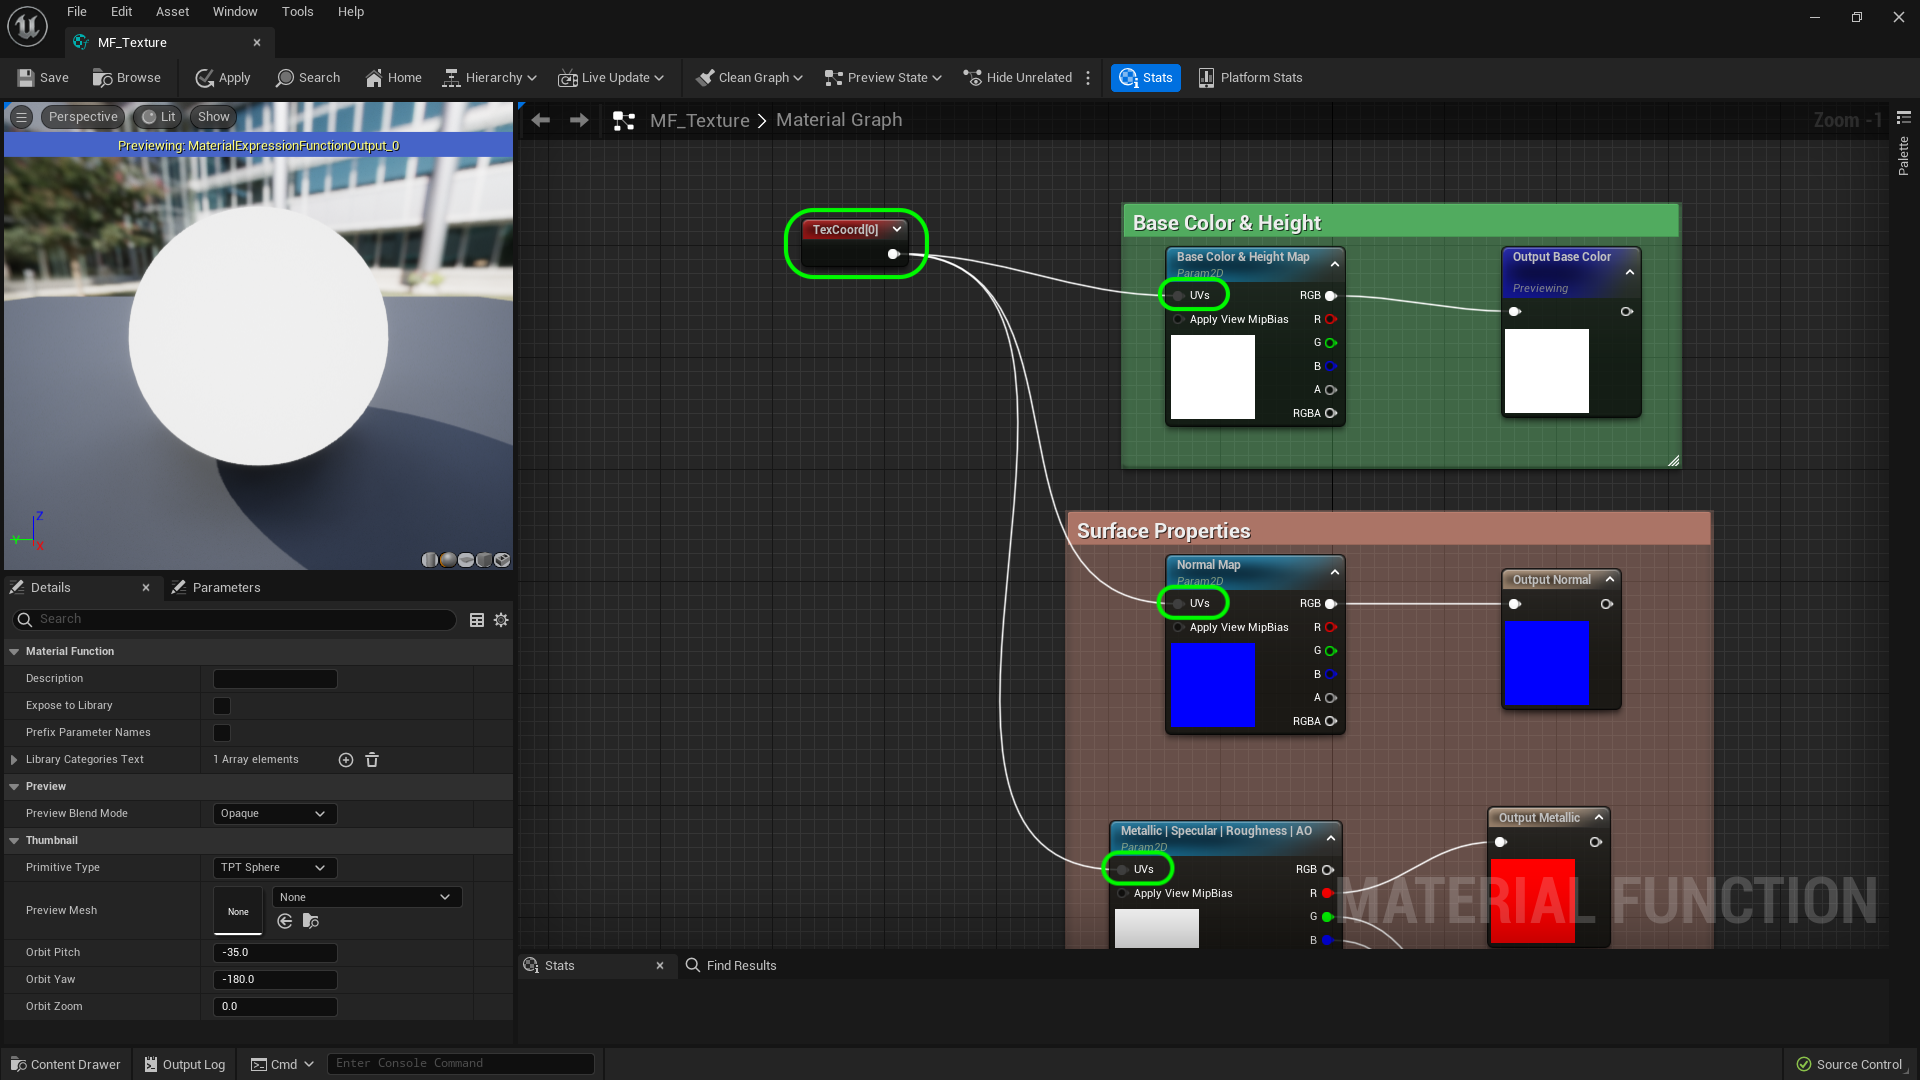 File Edit Asset Window Tools Help
MF_Texture
Save Browse Apply Search Home Hierarchy Live Update Clean Graph Preview State Hide Unrelated Stats Platform Stats
Perspective Lit Show
Previewing: MaterialExpressionFunctionOutput_0
Z
Y
X
MF_Texture Material Graph
Zoom -1
Palette
TexCoord[0]
Base Color & Height
Base Color & Height Map
Param2D
UVs RGB
Apply View MipBias R
G
B
A
RGBA
Output Base Color
Previewing
Surface Properties
Normal Map
Param2D
UVs RGB
Apply View MipBias R
G
B
A
RGBA
Output Normal
Metallic | Specular | Roughness | AO
Param2D
UVs RGB
Apply View MipBias R
G
B
Output Metallic
MATERIAL FUNCTION
Details Parameters
Search
Material Function
Description
Expose to Library
Prefix Parameter Names
Library Categories Text 1 Array elements
Preview
Preview Blend Mode Opaque
Thumbnail
Primitive Type TPT Sphere
Preview Mesh None None
Orbit Pitch -35.0
Orbit Yaw -180.0
Orbit Zoom 0.0
Stats Find Results
Content Drawer Output Log Cmd Enter Console Command Source Control